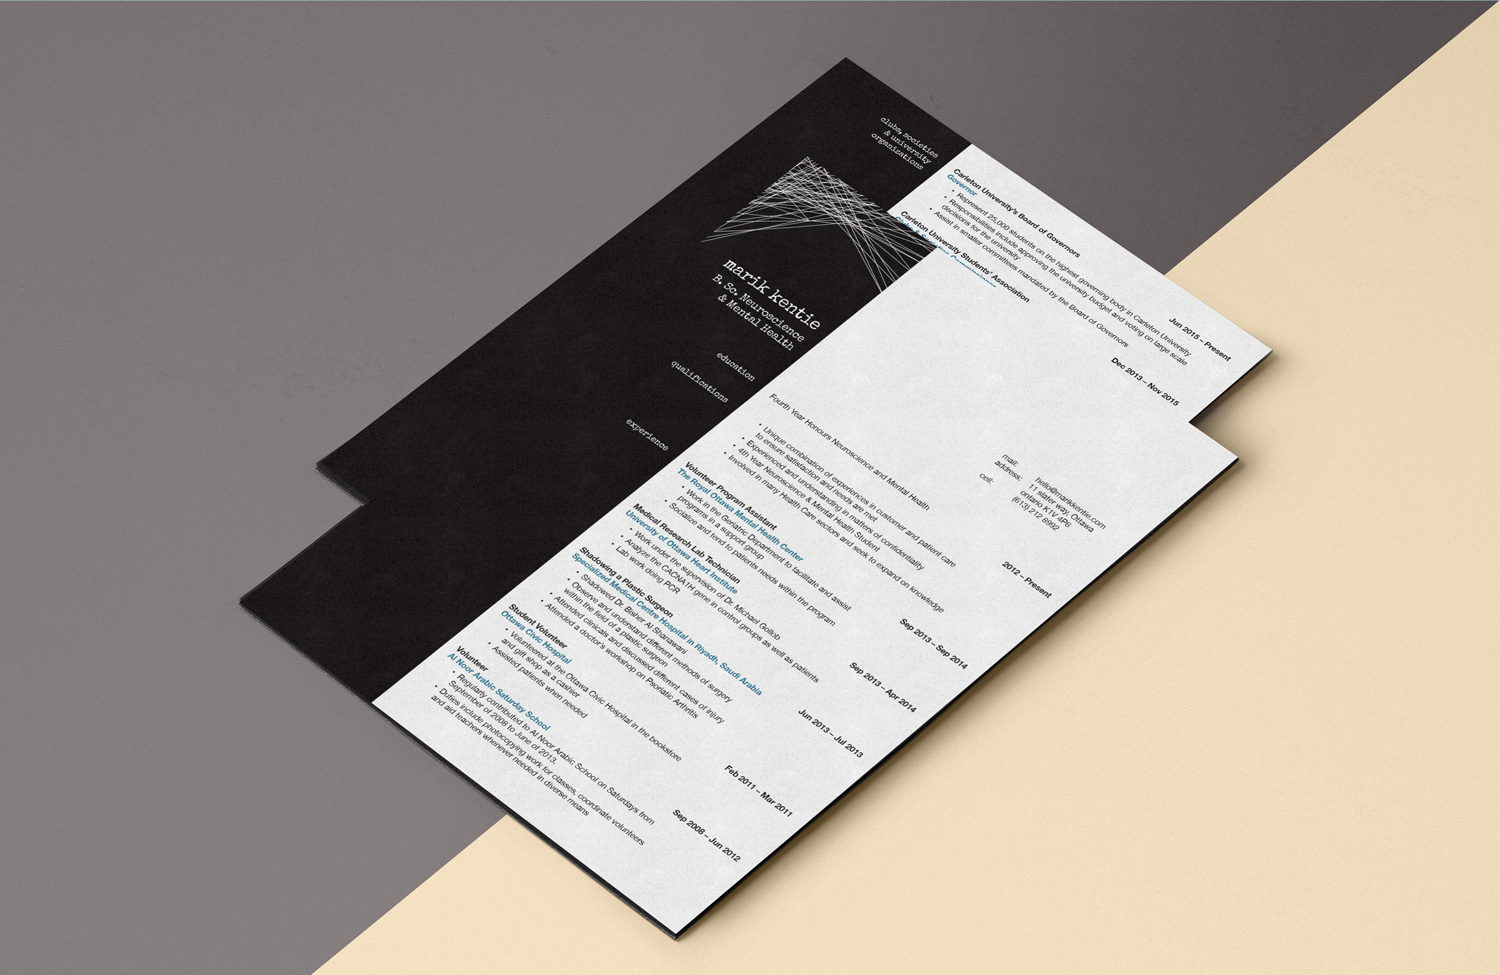 clubs, societies
& university
organizations
Carleton University's Board of Governors
Governor
Jun 2015 – Present
• Represent 25,000 students on the highest governing body in Carleton University
• Responsibilities include approving the university budget and voting on large scale
decisions for the university
• Assist in smaller committees mandated by the Board of Governors
Carleton University Students' Association
Dec 2013 – Nov 2015
marik kentie
B. Sc. Neuroscience
& Mental Health
mail: hello@marikkentie.com
address: 11 slater way, Ottawa
ontario K1V 4P6
cell: (613) 212 8992
education
Fourth Year Honours Neuroscience and Mental Health
2012 – Present
qualifications
• Unique combination of experiences in customer and patient care
to ensure satisfaction and needs are met
• Experienced and understanding in matters of confidentiality
• 4th Year Neuroscience & Mental Health Student
• Involved in many Health Care sectors and seek to expand on knowledge
experience
Volunteer Program Assistant
The Royal Ottawa Mental Health Center
Sep 2013 – Sep 2014
• Work in the Geriatric Department to facilitate and assist
programs in a support group
• Socialize and tend to patients needs within the program
Medical Research Lab Technician
University of Ottawa Heart Institute
Sep 2013 – Apr 2014
• Work under the supervision of Dr. Michael Gollob
• Analyze the CACNA1H gene in control groups as well as patients
• Lab work doing PCR
Shadowing a Plastic Surgeon
Specialized Medical Centre Hospital in Riyadh, Saudi Arabia
Jun 2013 – Jul 2013
• Shadowed Dr. Bisher Al Shanawani
• Observe and understand different methods of surgery
within the field of a plastic surgeon
• Attended clinicals and discussed different cases of injury
• Attended a doctor's workshop on Psoriatic Arthritis
Student Volunteer
Ottawa Civic Hospital
Feb 2011 – Mar 2011
• Volunteered at the Ottawa Civic Hospital in the bookstore
and gift shop as a cashier
• Assisted patients when needed
Volunteer
Al Noor Arabic Saturday School
Sep 2008 – Jun 2012
• Regularly contributed to Al Noor Arabic School on Saturdays from
September of 2008 to June of 2013.
• Duties include photocopying work for classes, coordinate volunteers
and aid teachers whenever needed in diverse means